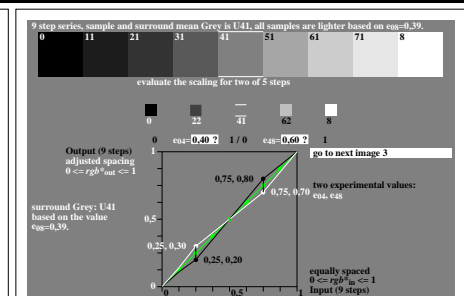 9 step series, sample and surround mean Grey is U41, all samples are lighter based on e08=0,39.
0 11 21 31 41 51 61 71 8
evaluate the scaling for two of 5 steps
0 22 41 62 8
0 e04=0,40 ? 1 / 0 e48=0,60 ? 1
Output (9 steps)
adjusted spacing
0 <= rgb*out <= 1
go to next image 3
two experimental values:
e04, e48
surround Grey: U41
based on the value
e08=0,39.
1
0,75, 0,80
0,75, 0,70
0,5
0,25, 0,30
0,25, 0,20
0
0 0,5 1
equally spaced
0 <= rgb*in <= 1
Input (9 steps)